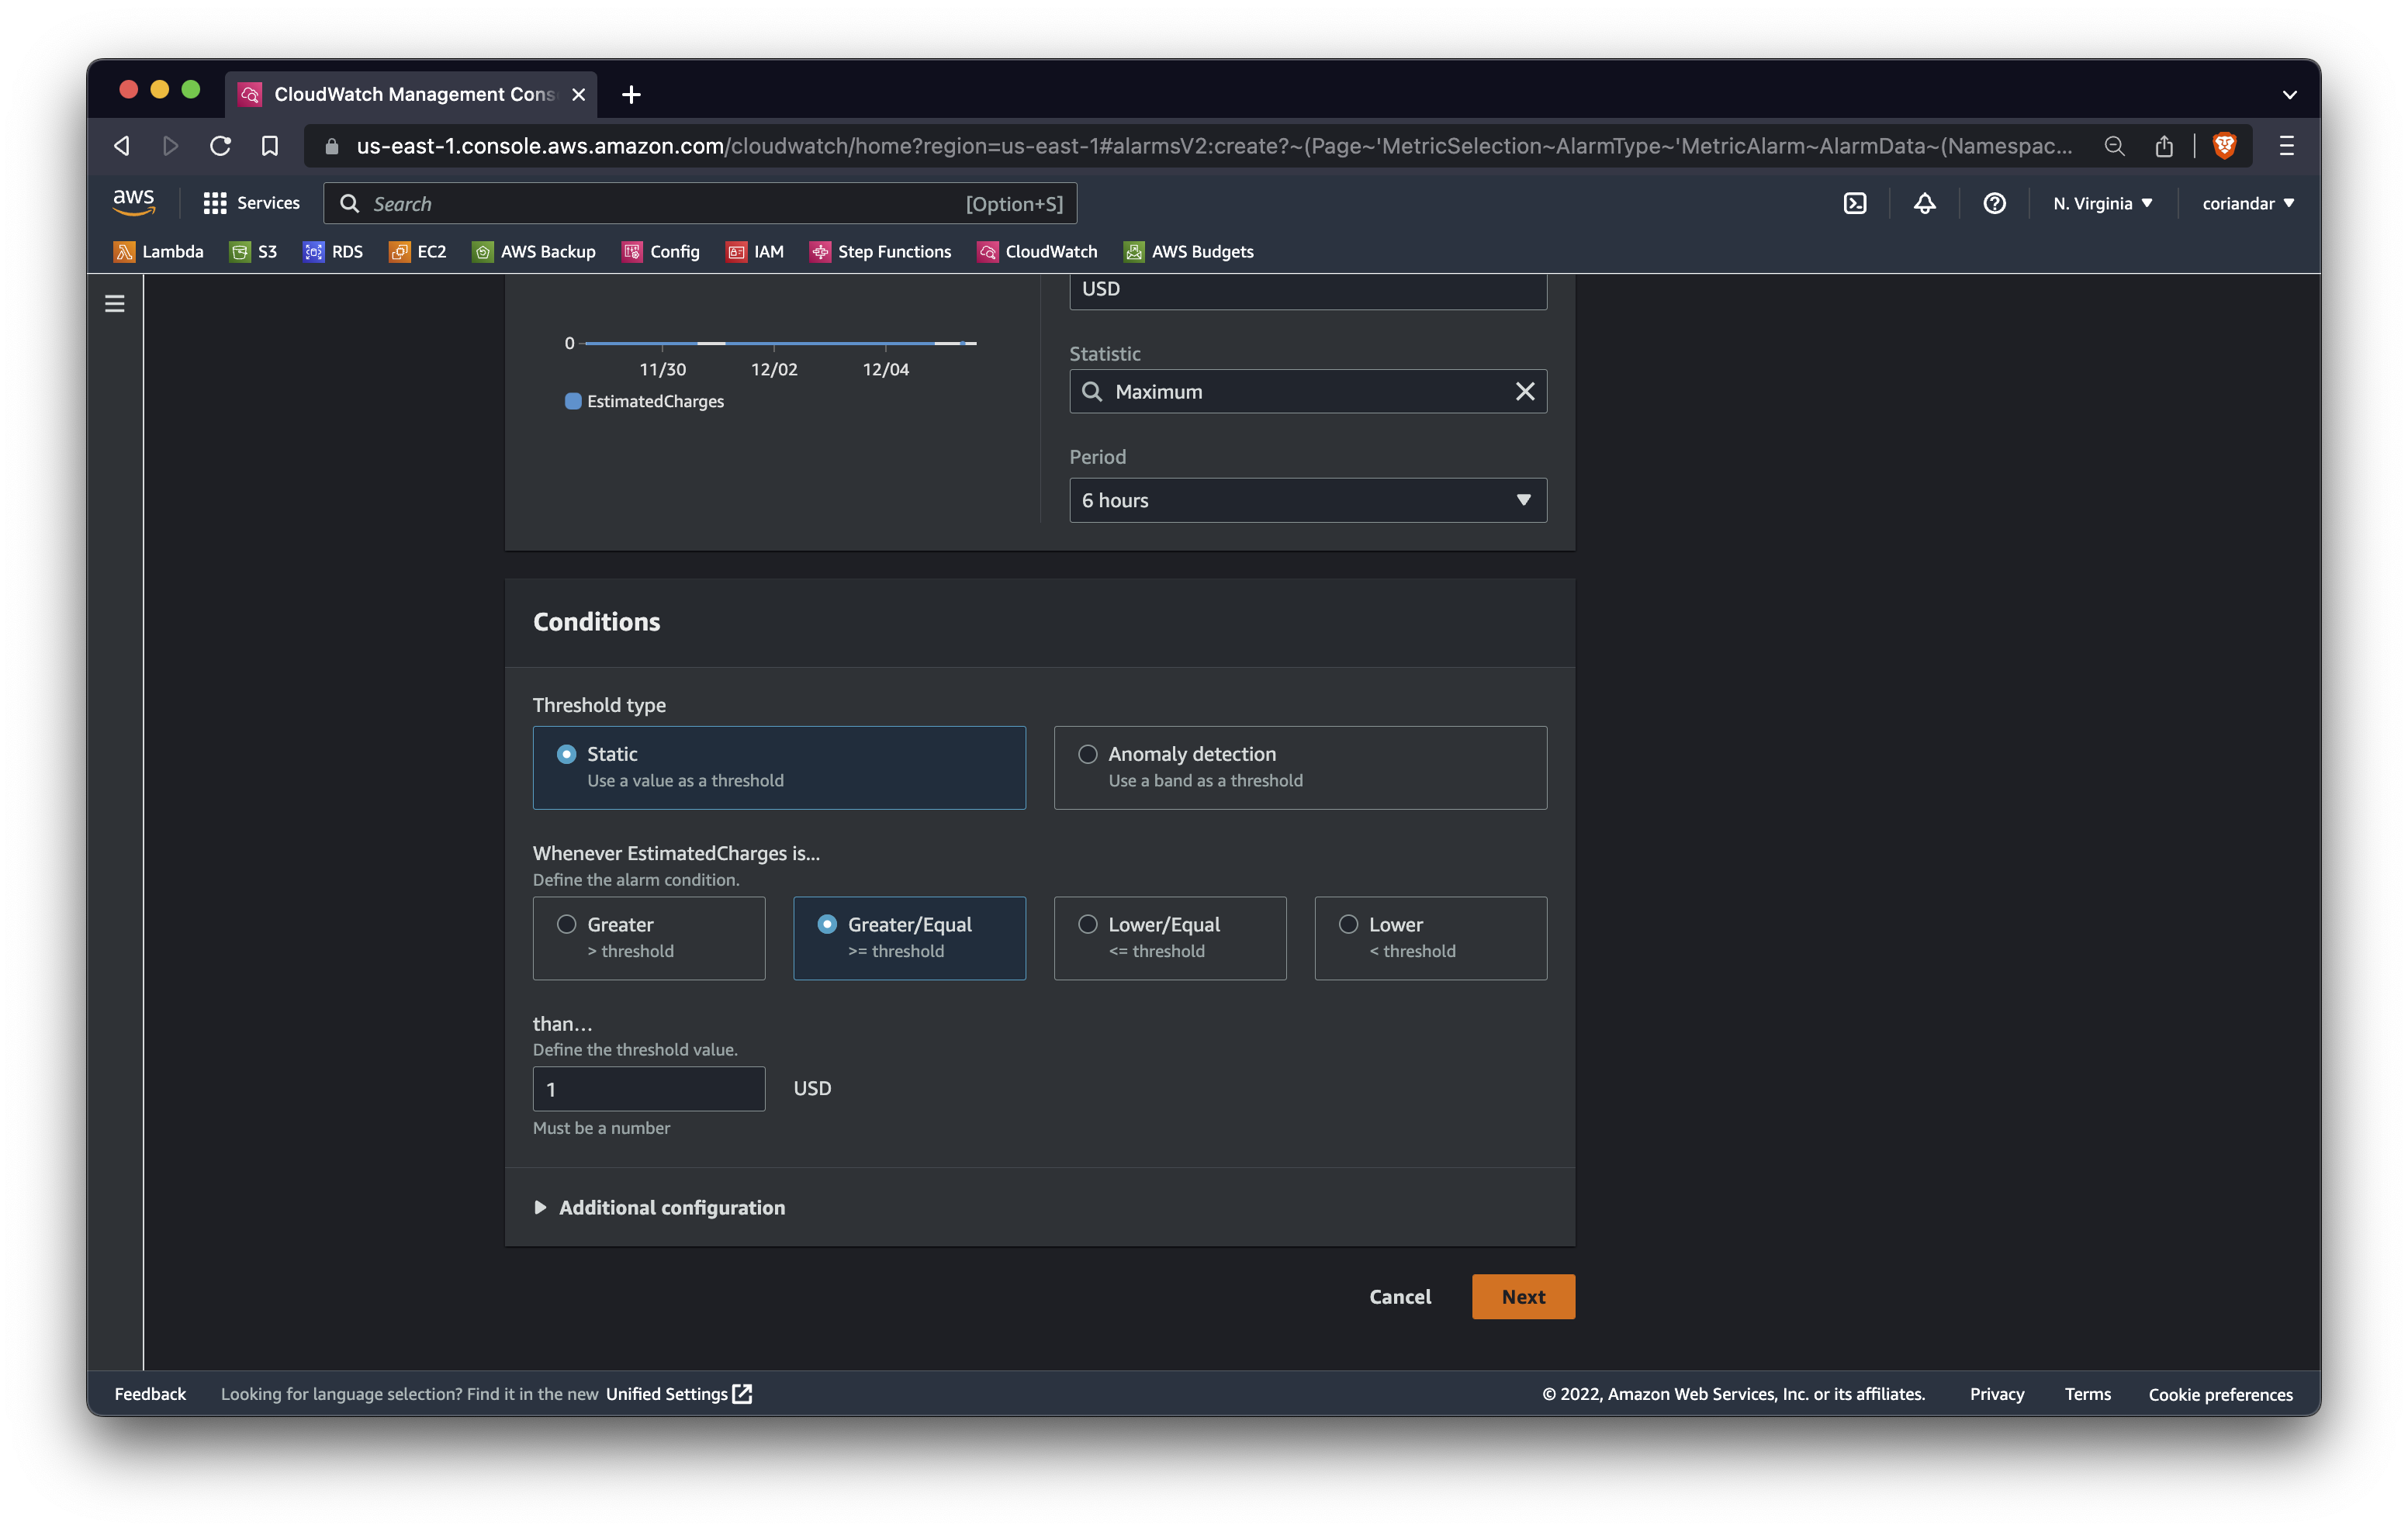 CloudWatch Management Cons
us-east-1.console.aws.amazon.com/cloudwatch/home?region=us-east-1#alarmsV2:create?~(Page~'MetricSelection~AlarmType~'MetricAlarm~AlarmData~(Namespac...
aws Services Search [Option+S] N. Virginia coriandar
Lambda S3 RDS EC2 AWS Backup Config IAM Step Functions CloudWatch AWS Budgets
USD
0
11/30 12/02 12/04
EstimatedCharges
Statistic
Maximum
Period
6 hours
Conditions
Threshold type
Static
Use a value as a threshold
Anomaly detection
Use a band as a threshold
Whenever EstimatedCharges is...
Define the alarm condition.
Greater
> threshold
Greater/Equal
>= threshold
Lower/Equal
<= threshold
Lower
< threshold
than...
Define the threshold value.
1 USD
Must be a number
Additional configuration
Cancel Next
Feedback Looking for language selection? Find it in the new Unified Settings © 2022, Amazon Web Services, Inc. or its affiliates. Privacy Terms Cookie preferences